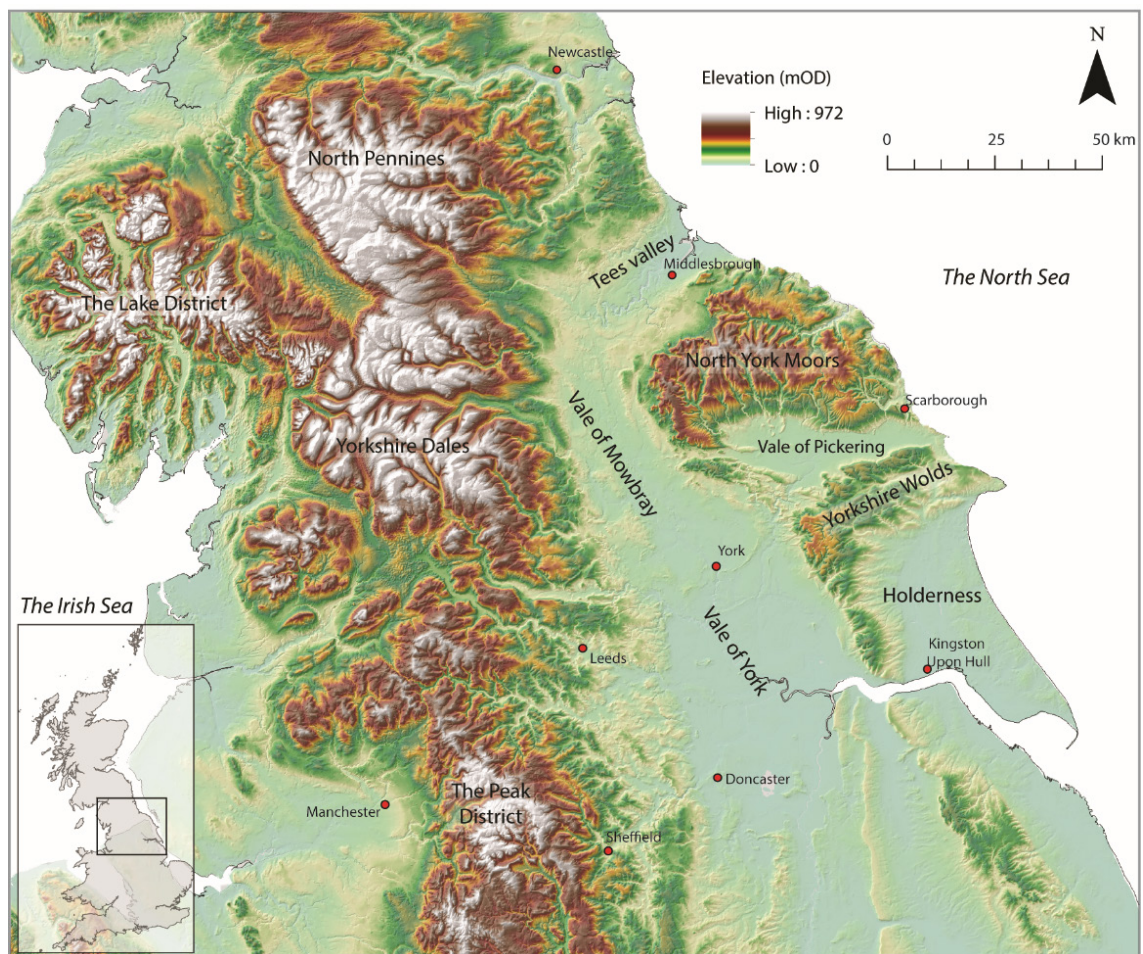 Newcastle
Elevation (mOD)
High : 972
Low : 0
N
0 25 50 km
North Pennines
Tees valley
Middlesbrough
The North Sea
The Lake District
North York Moors
Scarborough
Vale of Mowbray
Vale of Pickering
Yorkshire Dales
Yorkshire Wolds
York
The Irish Sea
Holderness
Leeds
Vale of York
Kingston
Upon Hull
Doncaster
The Peak
District
Manchester
Sheffield